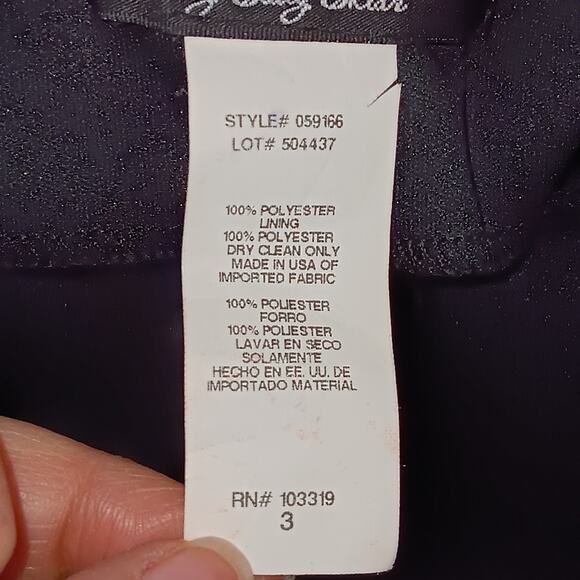 STYLE# 059166
LOT# 504437
100% POLYESTER
LINING
100% POLYESTER
DRY CLEAN ONLY
MADE IN USA OF
IMPORTED FABRIC
100% POLIESTER
FORRO
100% POLIESTER
LAVAR EN SECO
SOLAMENTE
HECHO EN EE. UU. DE
IMPORTADO MATERIAL
RN# 103319
3